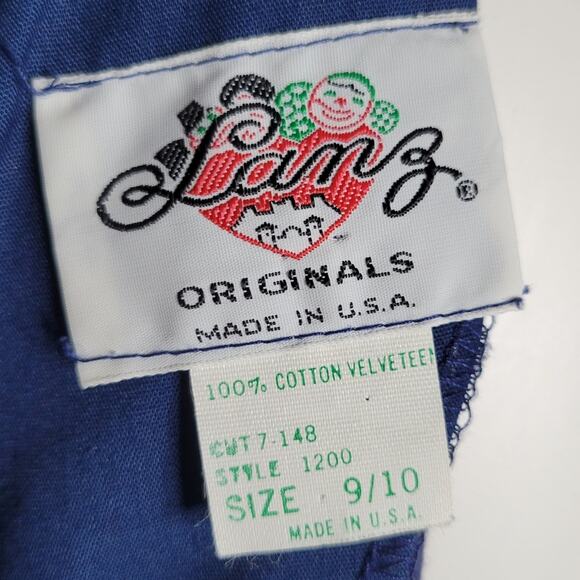 Lanz ®
ORIGINALS
MADE IN U.S.A.
100% COTTON VELVETEEN
CUT 7-148
STYLE 1200
SIZE 9/10
MADE IN U.S.A.